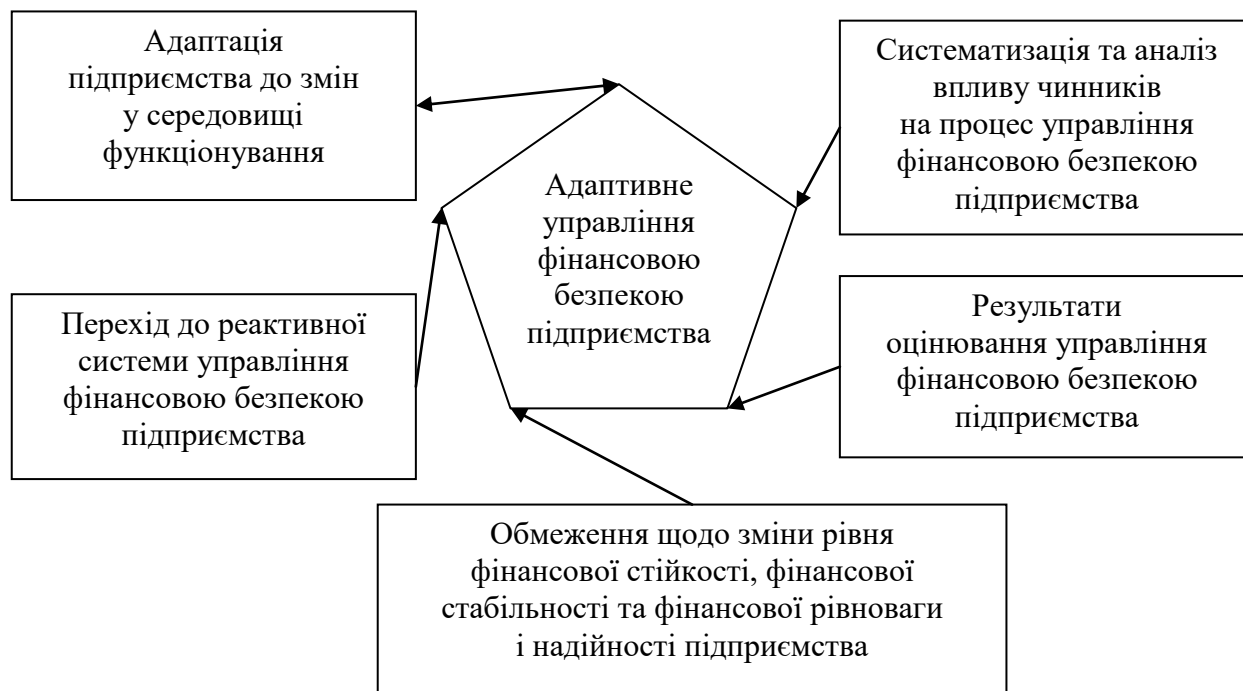 Адаптація
підприємства до змін
у середовищі
функціонування
Систематизація та аналіз
впливу чинників
на процес управління
фінансовою безпекою
підприємства
Адаптивне
управління
фінансовою
безпекою
підприємства
Перехід до реактивної
системи управління
фінансовою безпекою
підприємства
Результати
оцінювання управління
фінансовою безпекою
підприємства
Обмеження щодо зміни рівня
фінансової стійкості, фінансової
стабільності та фінансової рівноваги
і надійності підприємства